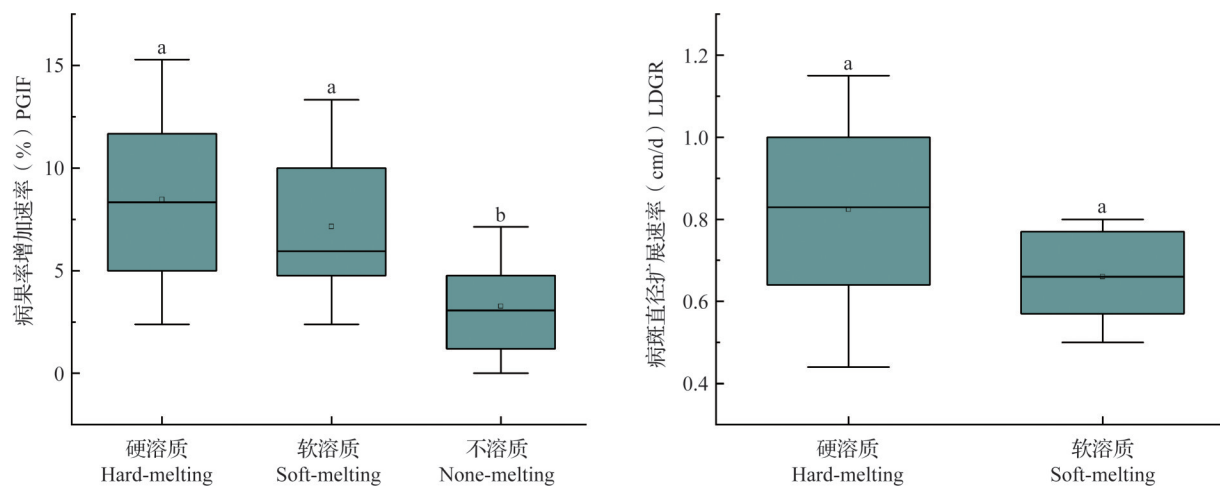 病果率增加速率（%）PGIF
15
10
5
0
a
a
b
硬溶质
Hard-melting
软溶质
Soft-melting
不溶质
None-melting
病斑直径扩展速率（cm/d）LDGR
1.2
1.0
0.8
0.6
0.4
a
a
硬溶质
Hard-melting
软溶质
Soft-melting